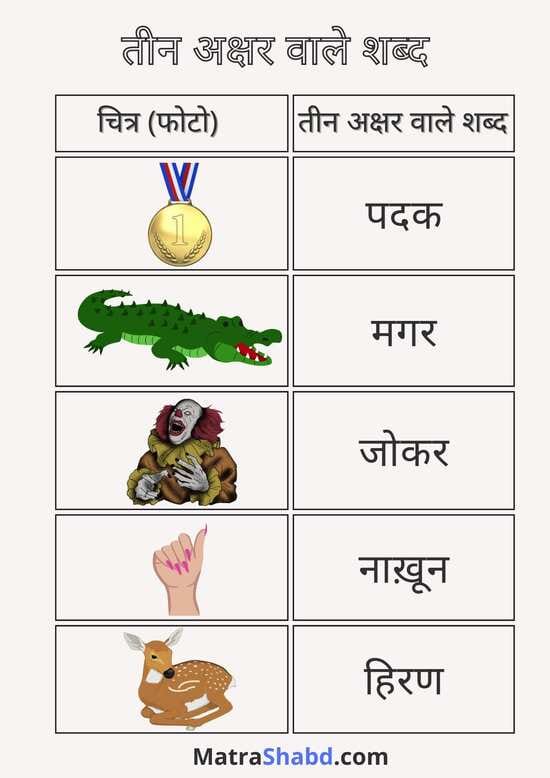 तीन अक्षर वाले शब्द
चित्र (फोटो) तीन अक्षर वाले शब्द
1
पदक
मगर
जोकर
नाख़ून
हिरण
MatraShabd.com